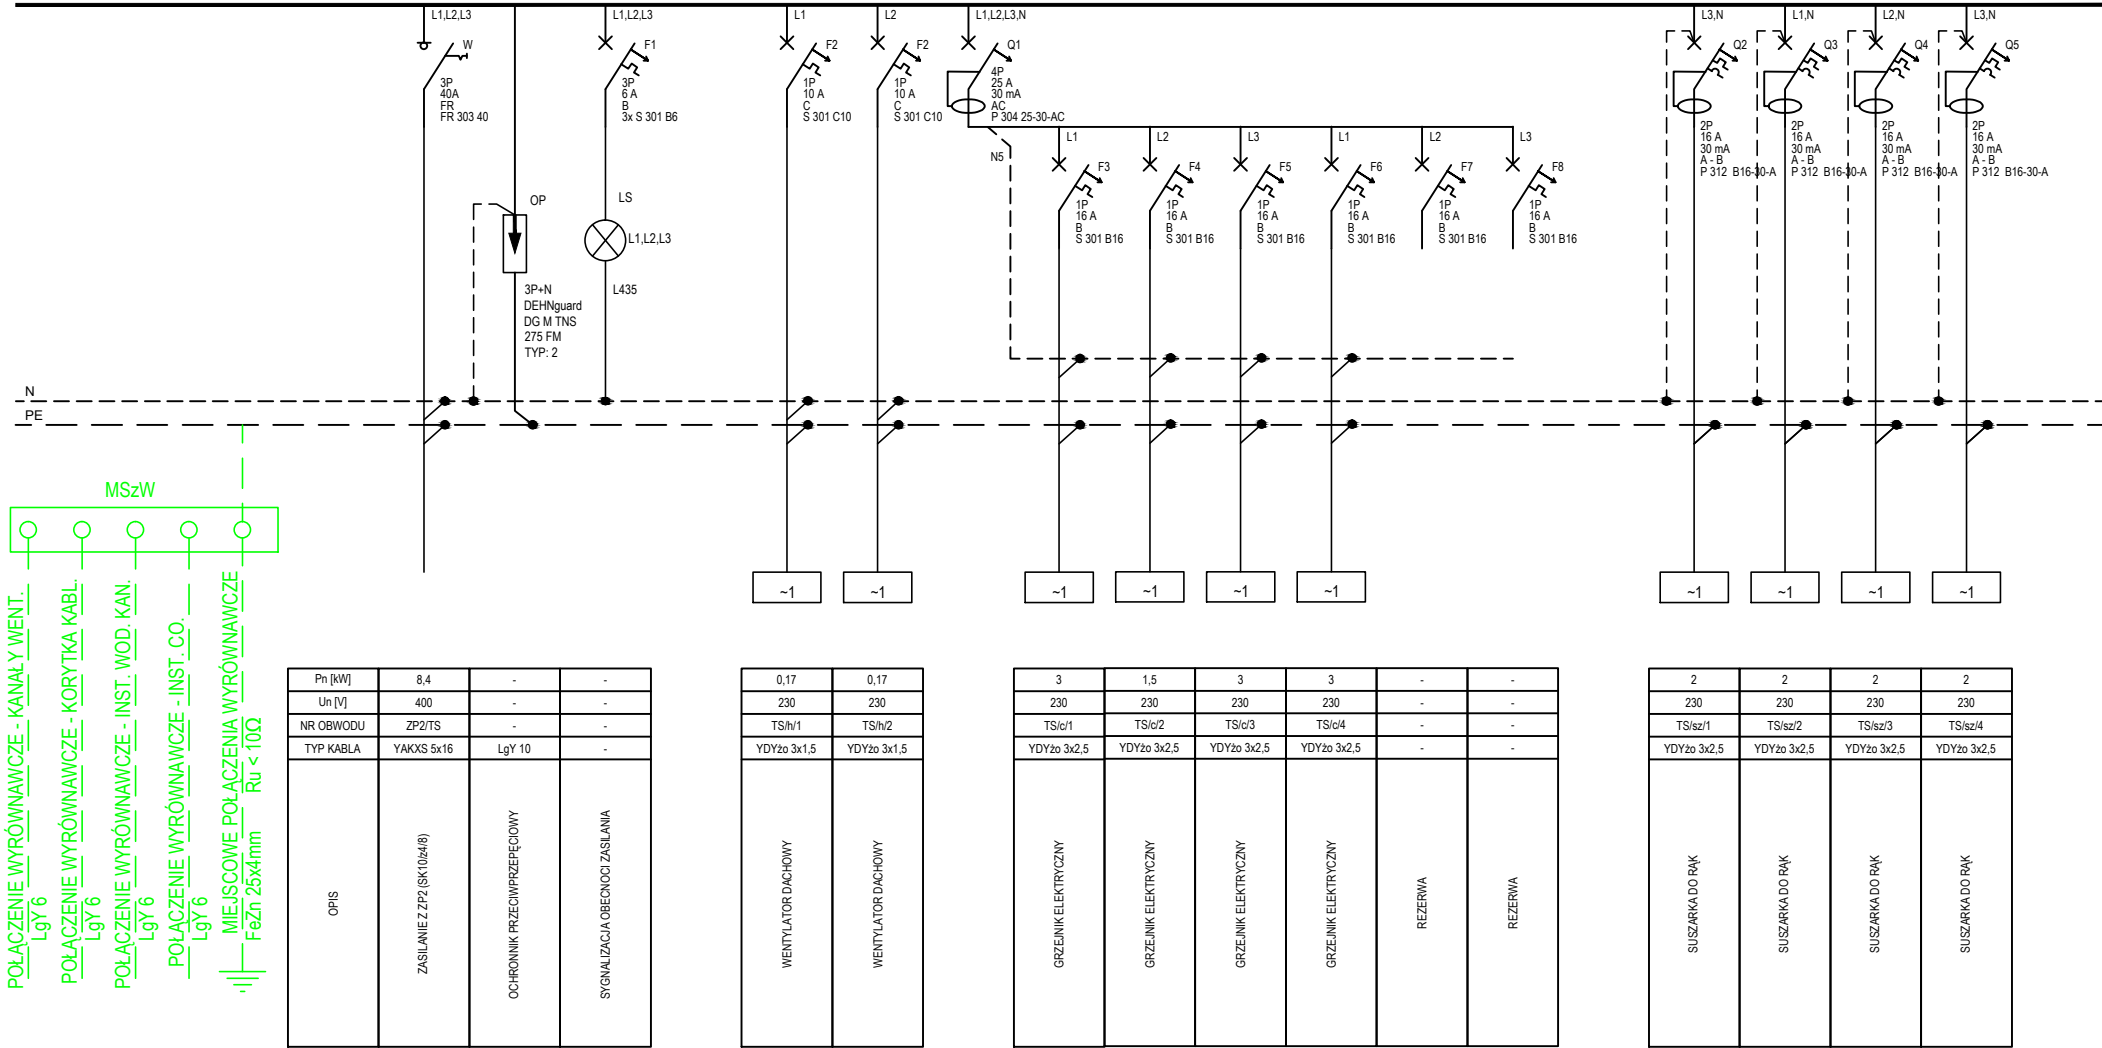 L1,L2,L3
W
3P
40A
FR
FR 303 40
OP
3P+N
DEHNguard
DG M TNS
275 FM
TYP: 2
L1,L2,L3
F1
3P
6 A
B
3x S 301 B6
LS
L1,L2,L3
L435
L1
F2
1P
10 A
C
S 301 C10
L2
F2
1P
10 A
C
S 301 C10
L1,L2,L3,N
Q1
4P
25 A
30 mA
AC
P 304 25-30-AC
N5
L1
F3
1P
16 A
B
S 301 B16
L2
F4
1P
16 A
B
S 301 B16
L3
F5
1P
16 A
B
S 301 B16
L1
F6
1P
16 A
B
S 301 B16
L2
F7
1P
16 A
B
S 301 B16
L3
F8
1P
16 A
B
S 301 B16
L3,N
Q2
2P
16 A
30 mA
A - B
P 312 B16-30-A
L1,N
Q3
2P
16 A
30 mA
A - B
P 312 B16-30-A
L2,N
Q4
2P
16 A
30 mA
A - B
P 312 B16-30-A
L3,N
Q5
2P
16 A
30 mA
A - B
P 312 B16-30-A
N
PE
MSzW
POŁĄCZENIE WYRÓWNAWCZE - KANAŁY WENT.
LgY 6
POŁĄCZENIE WYRÓWNAWCZE - KORYTKA KABL.
LgY 6
POŁĄCZENIE WYRÓWNAWCZE - INST. WOD. KAN.
LgY 6
POŁĄCZENIE WYRÓWNAWCZE - INST. CO.
LgY 6
MIEJSCOWE POŁĄCZENIA WYRÓWNAWCZE
FeZn 25x4mm Ru < 10Ω
~1 ~1 ~1 ~1 ~1 ~1 ~1 ~1 ~1 ~1
Pn [kW] 8,4 - - 0,17 0,17 3 1,5 3 3 - - 2 2 2 2
Un [V] 400 - - 230 230 230 230 230 230 - - 230 230 230 230
NR OBWODU ZP2/TS - - TS/h/1 TS/h/2 TS/c/1 TS/c/2 TS/c/3 TS/c/4 - - TS/sz/1 TS/sz/2 TS/sz/3 TS/sz/4
TYP KABLA YAKXS 5x16 LgY 10 - YDYżo 3x1,5 YDYżo 3x1,5 YDYżo 3x2,5 YDYżo 3x2,5 YDYżo 3x2,5 YDYżo 3x2,5 - - YDYżo 3x2,5 YDYżo 3x2,5 YDYżo 3x2,5 YDYżo 3x2,5
OPIS
ZASILANIE Z ZP2 (SK10/z4/8)
OCHRONNIK PRZECIWPRZEPĘCIOWY
SYGNALIZACJA OBECNOCI ZASILANIA
WENTYLATOR DACHOWY
WENTYLATOR DACHOWY
GRZEJNIK ELEKTRYCZNY
GRZEJNIK ELEKTRYCZNY
GRZEJNIK ELEKTRYCZNY
GRZEJNIK ELEKTRYCZNY
REZERWA
REZERWA
SUSZARKA DO RĄK
SUSZARKA DO RĄK
SUSZARKA DO RĄK
SUSZARKA DO RĄK